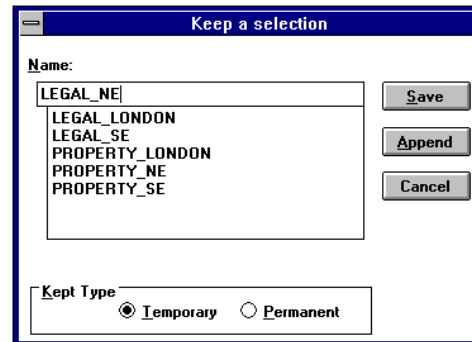 Keep a selection
Name:
LEGAL_NE
LEGAL_LONDON
LEGAL_SE
PROPERTY_LONDON
PROPERTY_NE
PROPERTY_SE
Save
Append
Cancel
Kept Type
Temporary
Permanent